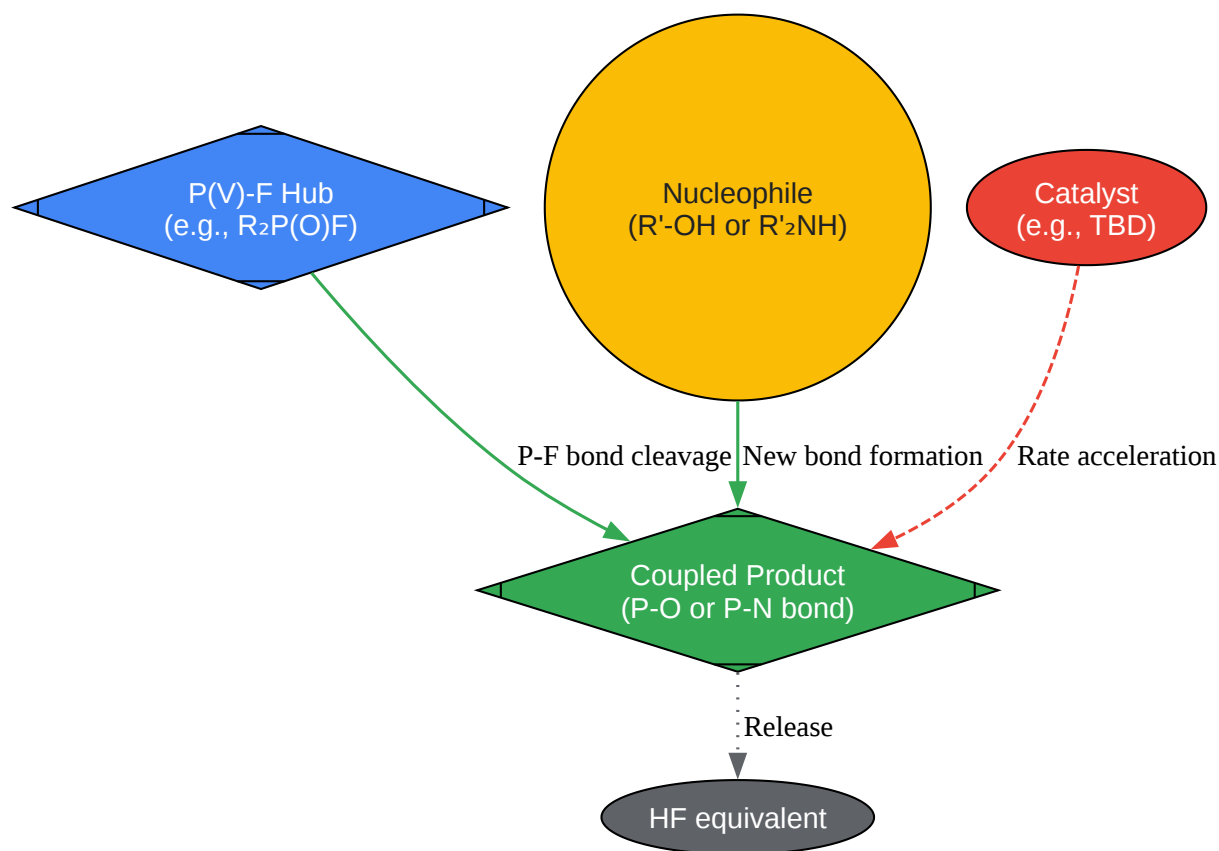 P(V)-F Hub
(e.g., R₂P(O)F)
Nucleophile
(R'-OH or R'₂NH)
Catalyst
(e.g., TBD)
P-F bond cleavage
New bond formation
Rate acceleration
Coupled Product
(P-O or P-N bond)
Release
HF equivalent